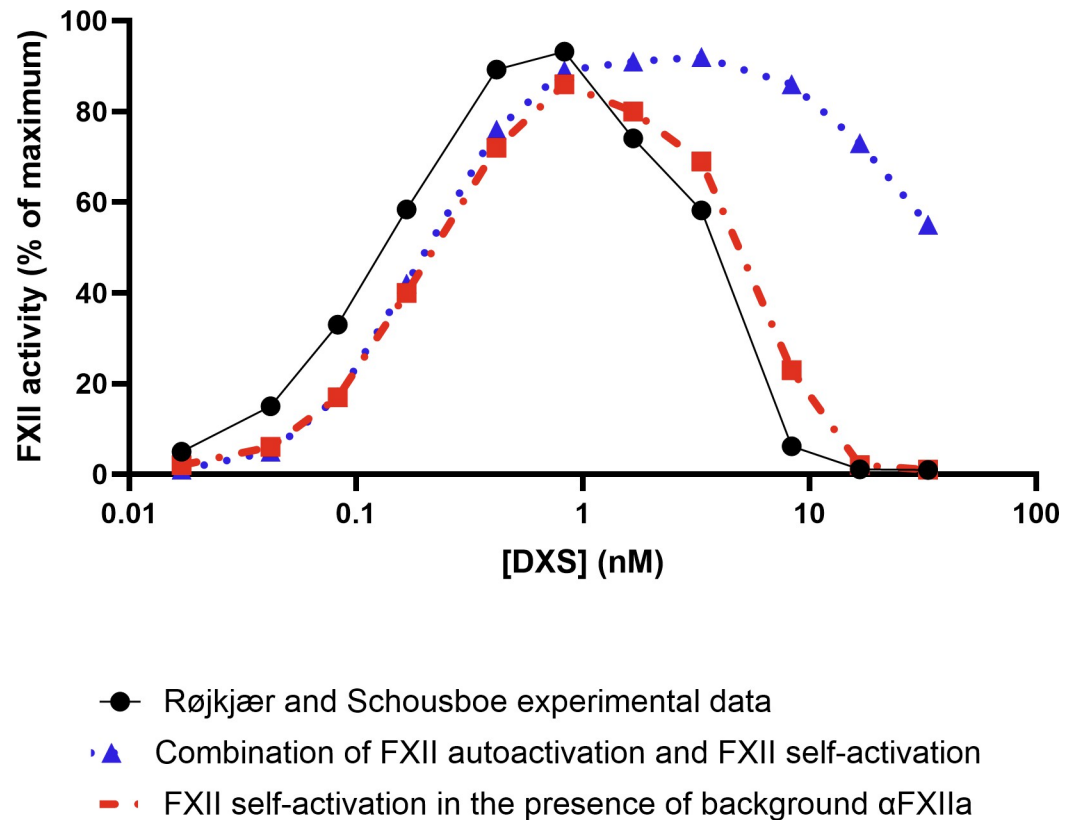 100
80
60
40
20
0
FXII activity (% of maximum)
0.01 0.1 1 10 100
[DXS] (nM)
Røjkjær and Schousboe experimental data
Combination of FXII autoactivation and FXII self-activation
FXII self-activation in the presence of background αFXIIa